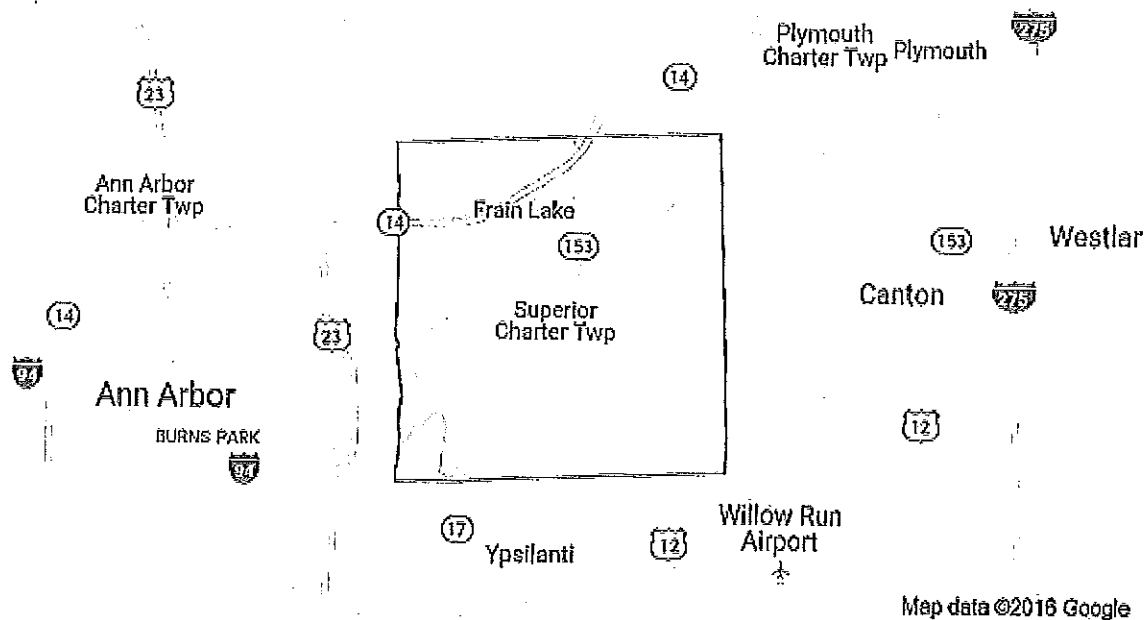 275
Plymouth
Charter Twp
Plymouth
14
23
Ann Arbor
Charter Twp
14
Frain Lake
153
153
Westlan
Canton
275
Superior
Charter Twp
14
23
94
Ann Arbor
BURNS PARK
94
12
17
Ypsilanti
12
Willow Run
Airport
Map data ©2016 Google